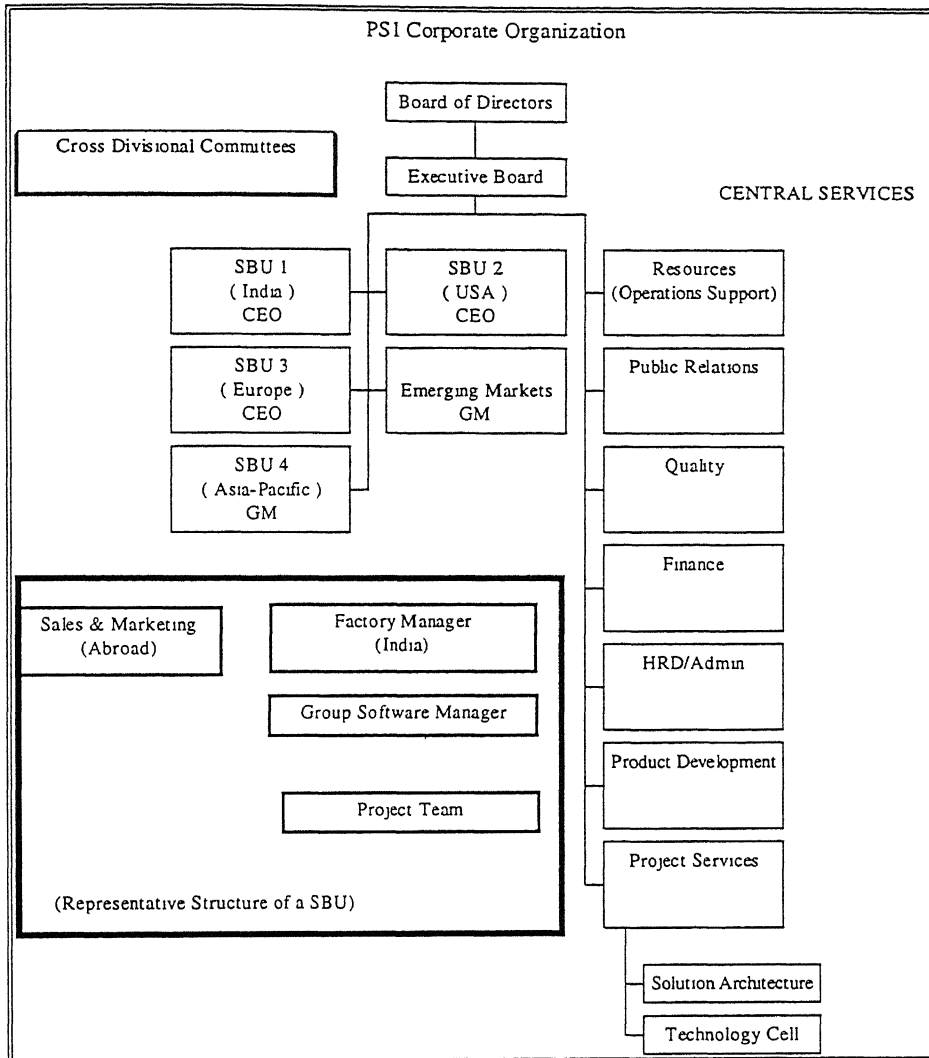 PSI Corporate Organization
Board of Directors
Cross Divisional Committees
Executive Board
CENTRAL SERVICES
SBU 1
( India )
CEO
SBU 2
( USA )
CEO
Resources
(Operations Support)
SBU 3
( Europe )
CEO
Emerging Markets
GM
Public Relations
SBU 4
( Asia-Pacific )
GM
Quality
Finance
Sales & Marketing
(Abroad)
Factory Manager
(India)
HRD/Admin
Group Software Manager
Product Development
Project Team
Project Services
(Representative Structure of a SBU)
Solution Architecture
Technology Cell